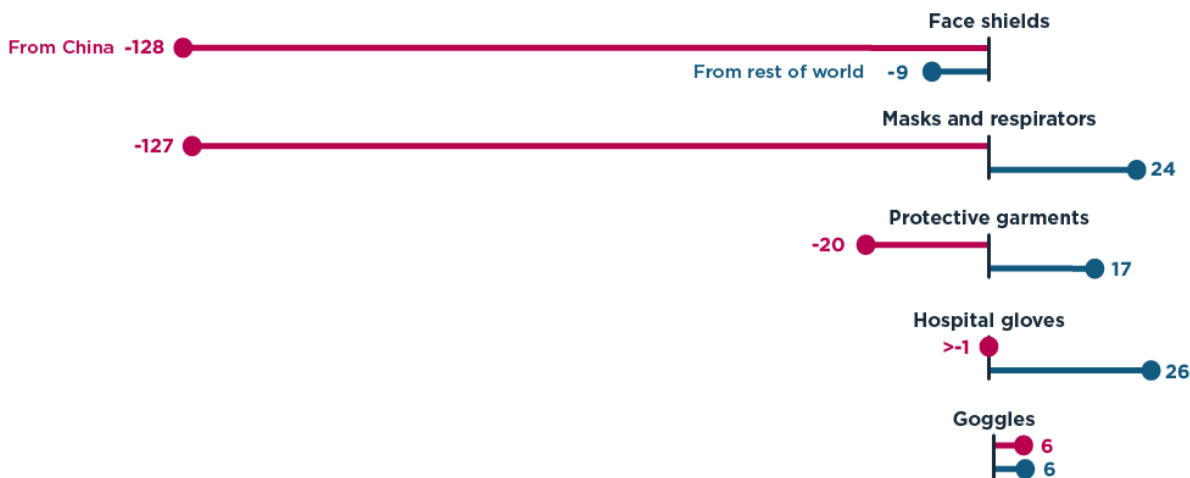 Face shields
From China -128
From rest of world -9
Masks and respirators
-127
24
Protective garments
-20
17
Hospital gloves
>-1
26
Goggles
6
6